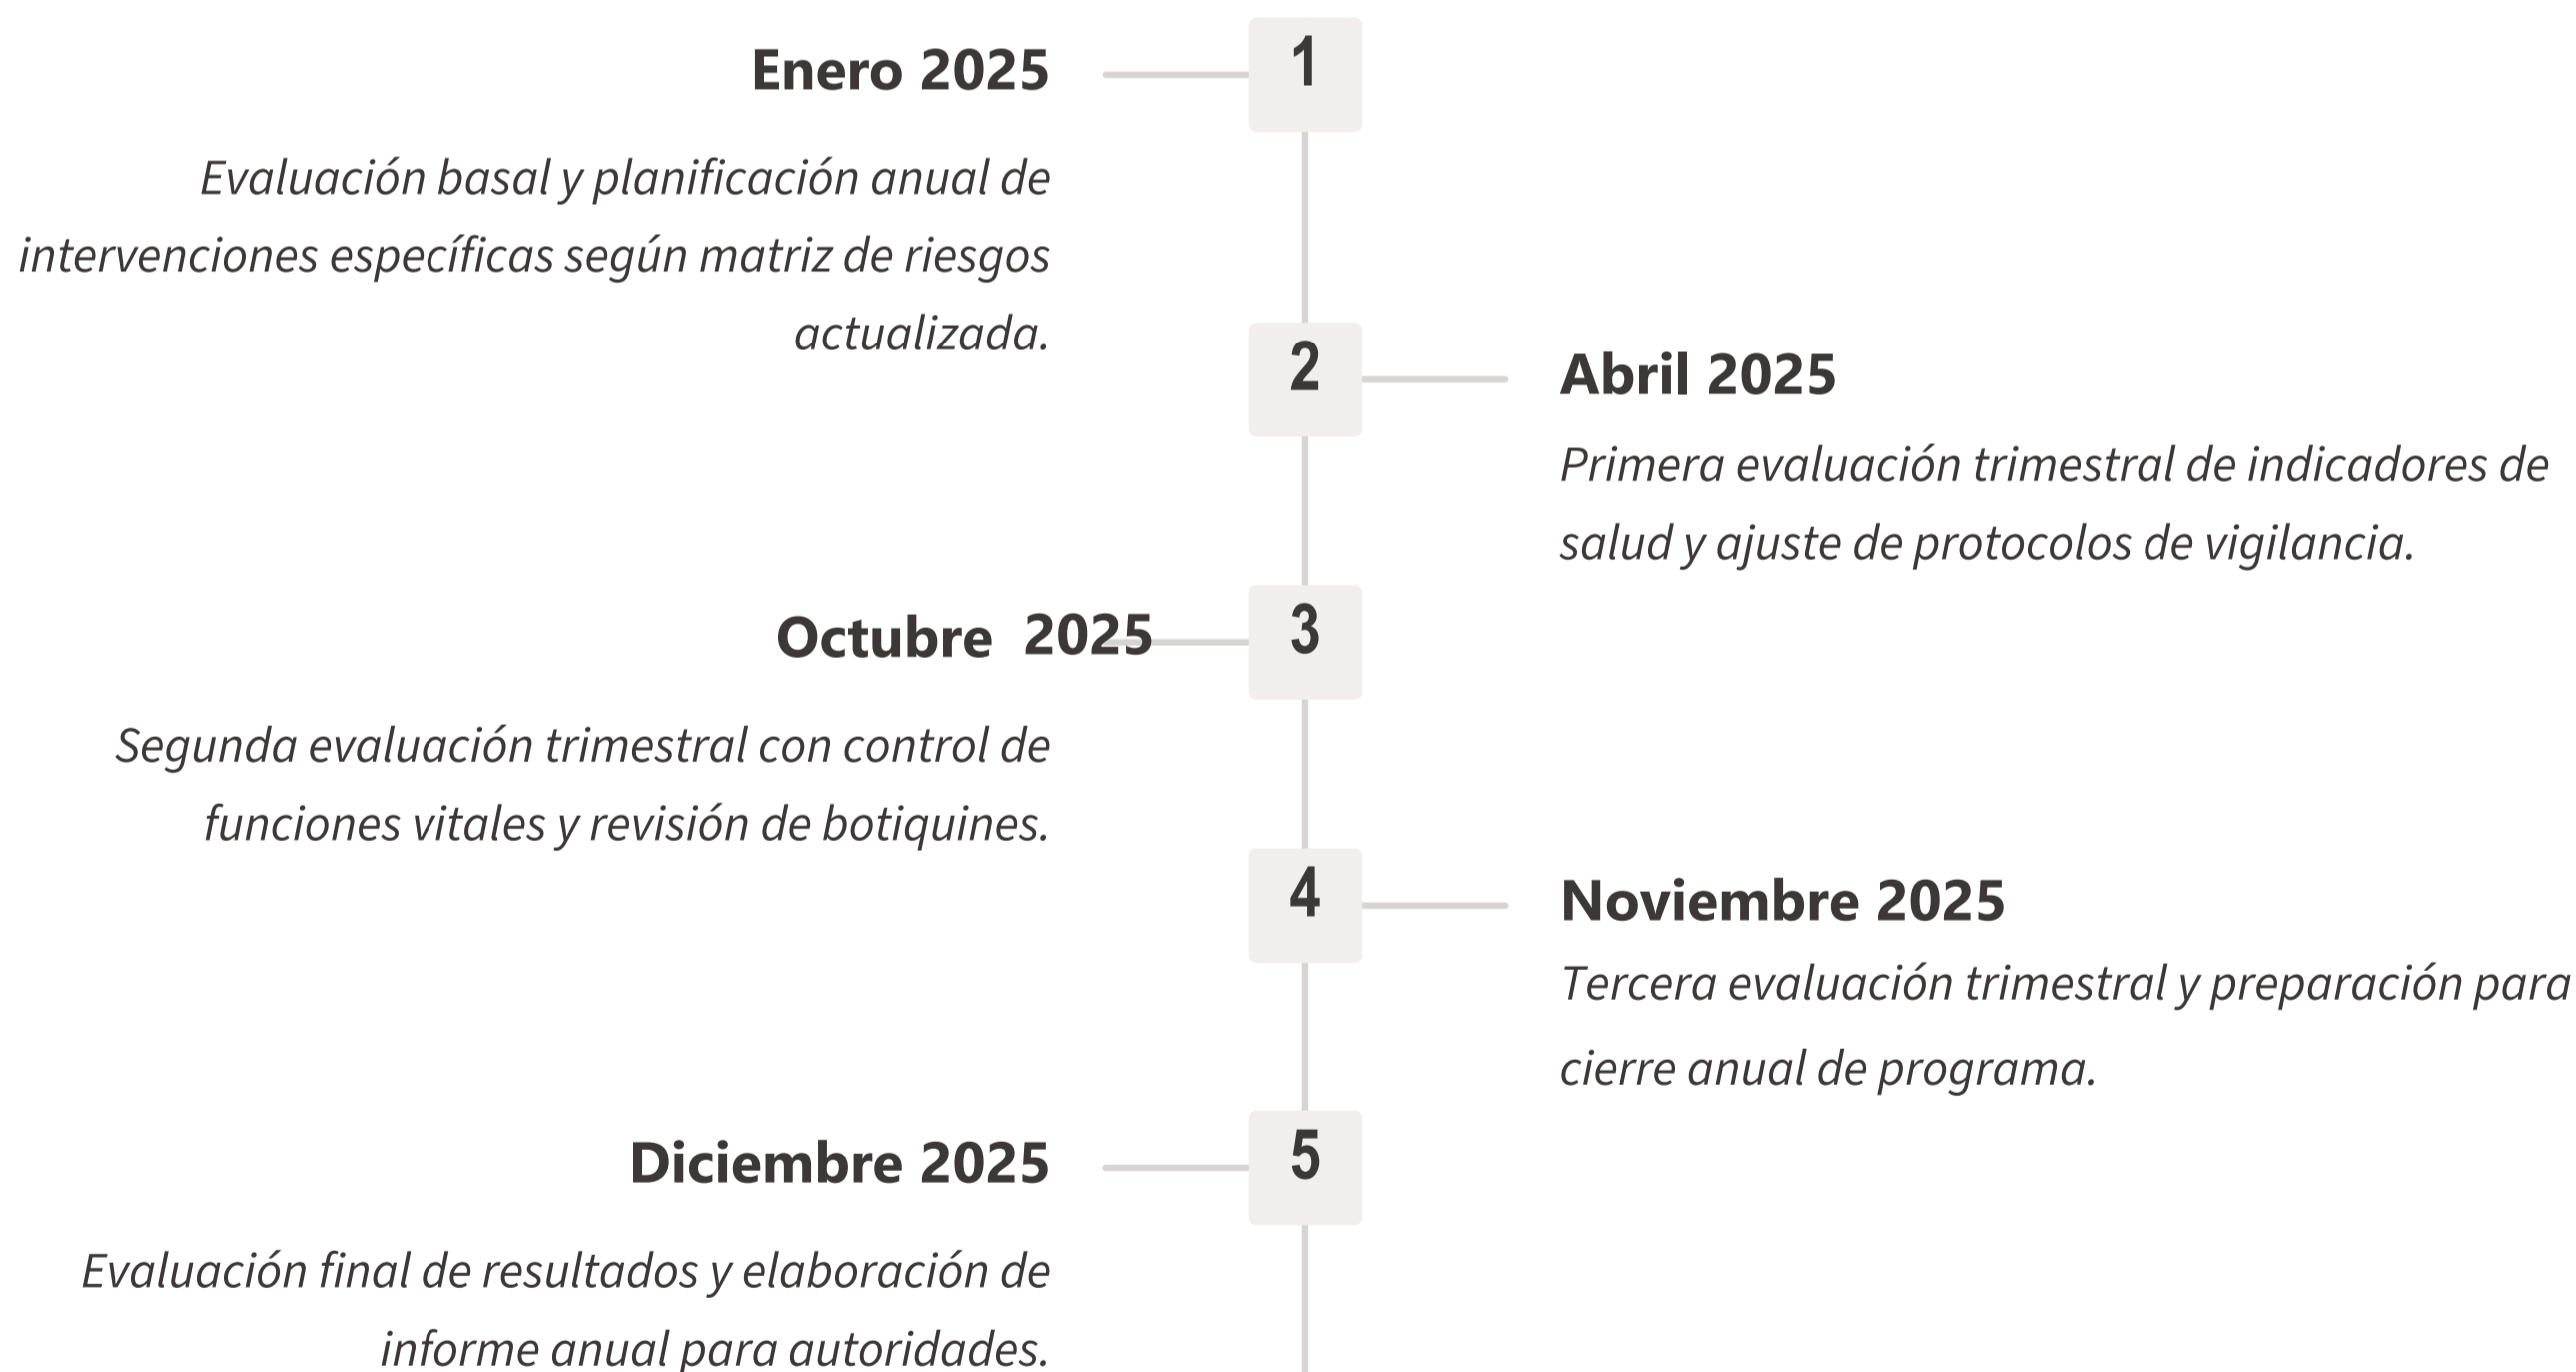 1
Enero 2025
Evaluación basal y planificación anual de
intervenciones específicas según matriz de riesgos
actualizada.
2
Abril 2025
Primera evaluación trimestral de indicadores de
salud y ajuste de protocolos de vigilancia.
3
Octubre 2025
Segunda evaluación trimestral con control de
funciones vitales y revisión de botiquines.
4
Noviembre 2025
Tercera evaluación trimestral y preparación para
cierre anual de programa.
5
Diciembre 2025
Evaluación final de resultados y elaboración de
informe anual para autoridades.